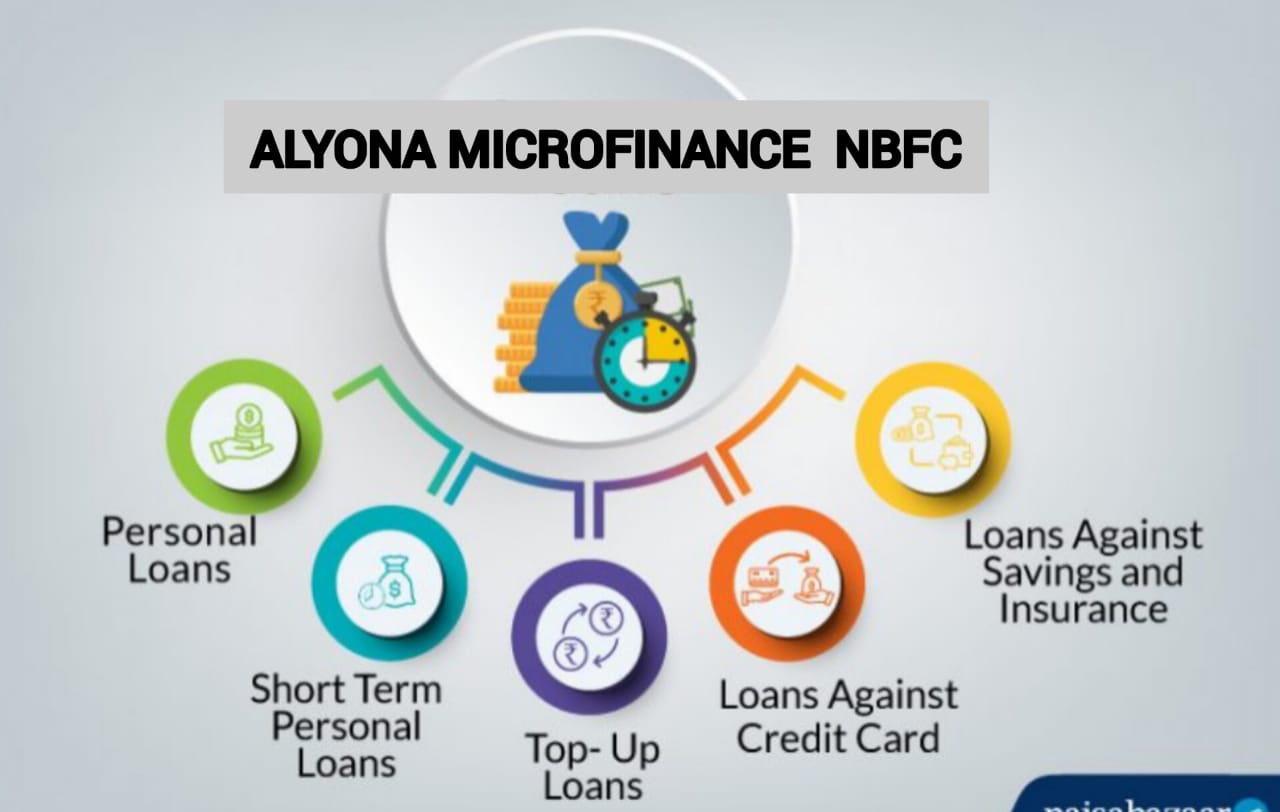 ALYONA MICROFINANCE NBFC
Personal
Loans
Short Term
Personal
Loans
Top- Up
Loans
Loans Against
Credit Card
Loans Against
Savings and
Insurance
paisabazaar